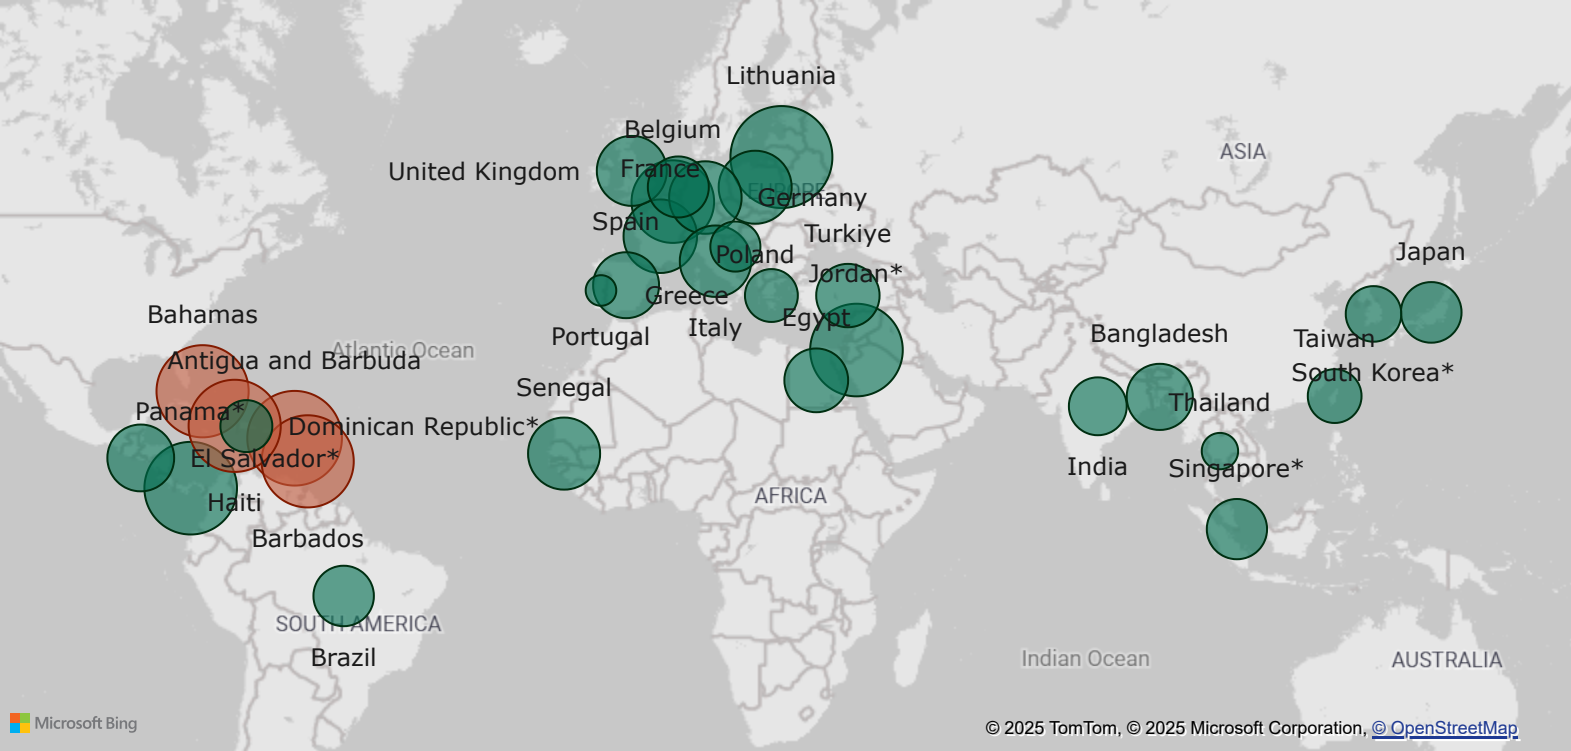 Lithuania
Belgium
United Kingdom
France
ASIA
EUROPE
Germany
Spain
Turkiye
Poland
Japan
Jordan*
Greece
Bahamas
Egypt
Italy
Portugal
Bangladesh
Taiwan
Atlantic Ocean
Antigua and Barbuda
South Korea*
Senegal
Thailand
Panama*
Dominican Republic*
El Salvador*
India
Singapore*
AFRICA
Haiti
Barbados
SOUTH AMERICA
Brazil
Indian Ocean
AUSTRALIA
Microsoft Bing
© 2025 TomTom, © 2025 Microsoft Corporation, © OpenStreetMap